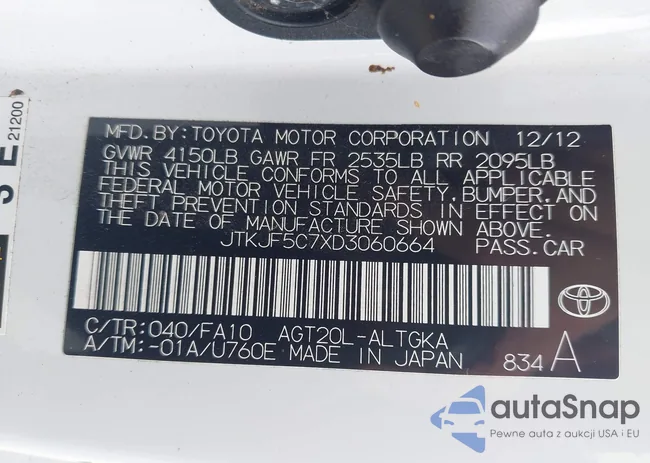 MFD.BY:TOYOTA MOTOR CORPORATION 12/12
GVWR 4150LB GAWR FR 2535LB RR 2095LB
THIS VEHICLE CONFORMS TO ALL APPLICABLE
FEDERAL MOTOR VEHICLE SAFETY,BUMPER,AND
THEFT PREVENTION STANDARDS IN EFFECT ON
THE DATE OF MANUFACTURE SHOWN ABOVE.
JTKJF5C7XD3060664 PASS.CAR
C/TR:040/FA10 AGT20L-ALTGKA
A/TM:-01A/U760E MADE IN JAPAN 834 A
21200
autaSnap
Pewne auta z aukcji USA i EU